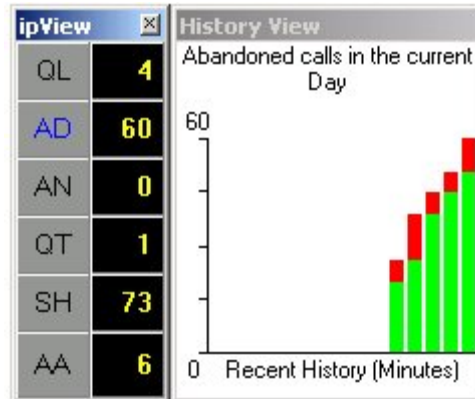 ipView
QL 4
AD 60
AN 0
QT 1
SH 73
AA 6
History View
Abandoned calls in the current
Day
60
0 Recent History (Minutes)